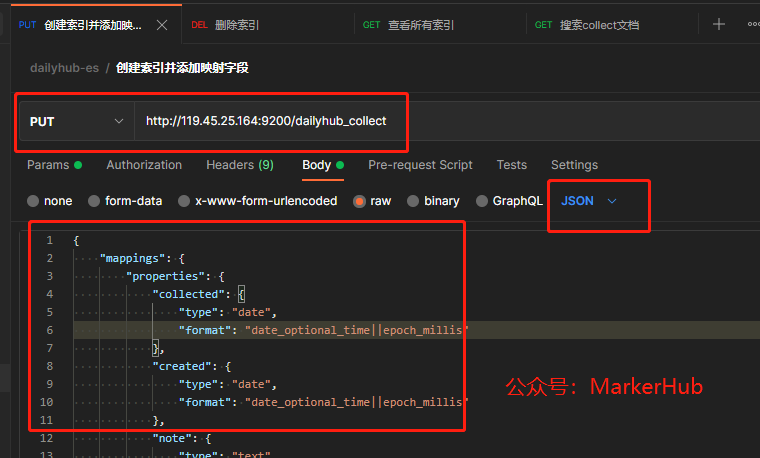 PUT 创建索引并添加映... DEL 删除索引 GET 查看所有索引 GET 搜索collect文档
dailyhub-es / 创建索引并添加映射字段
PUT http://119.45.25.164:9200/dailyhub_collect
Params Authorization Headers (9) Body Pre-request Script Tests Settings
none form-data x-www-form-urlencoded raw binary GraphQL JSON
1 {
2 "mappings": {
3 "properties": {
4 "collected": {
5 "type": "date",
6 "format": "date_optional_time||epoch_millis"
7 },
8 "created": {
9 "type": "date",
10 "format": "date_optional_time||epoch_millis"
11 },
12 "note": {
"type": "text"
公众号：MarkerHub